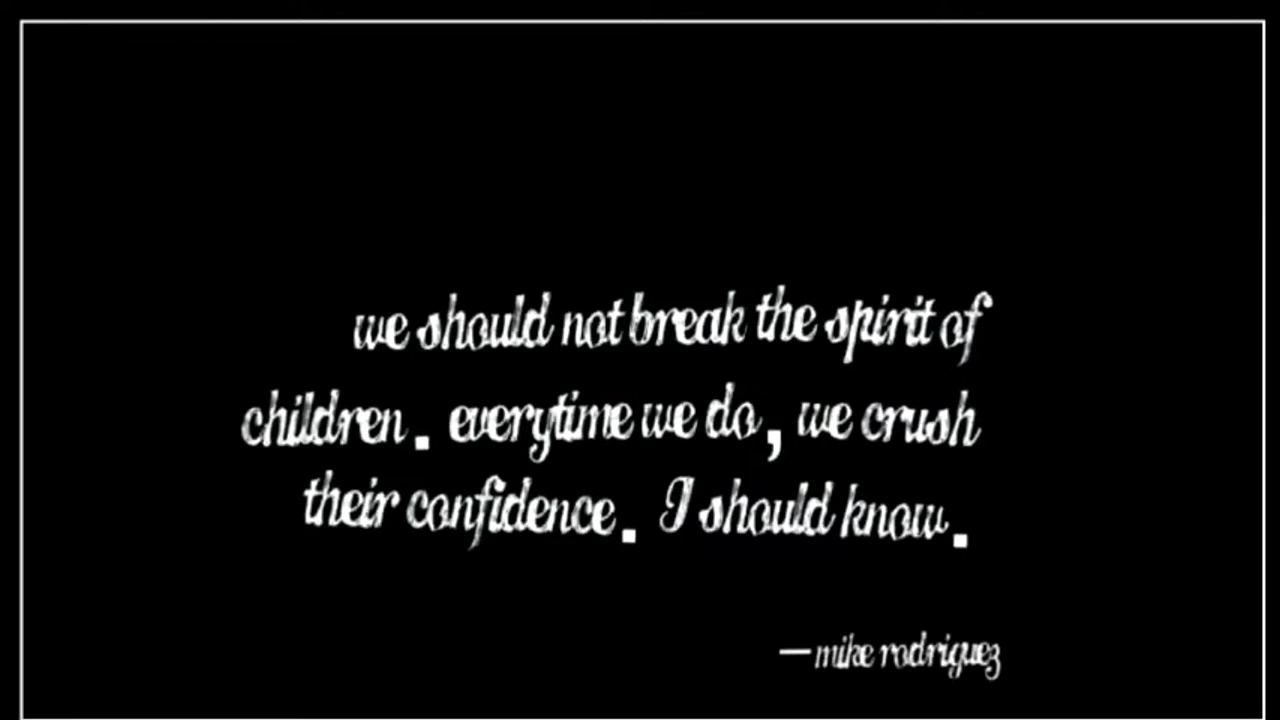 we should not break the spirit of
children. everytime we do, we crush
their confidence. I should know.
—mike rodriguez